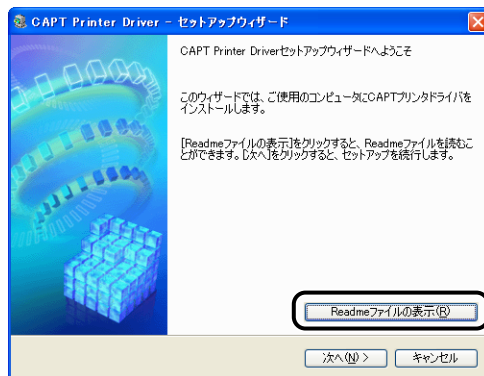 CAPT Printer Driver - セットアップウィザード
CAPT Printer Driverセットアップウィザードへようこそ
このウィザードでは、ご使用のコンピュータにCAPTプリンタドライバを
インストールします。
[Readmeファイルの表示]をクリックすると、Readmeファイルを読むこ
とができます。[次へ]をクリックすると、セットアップを続行します。
Readmeファイルの表示(R)
次へ(N) >
キャンセル